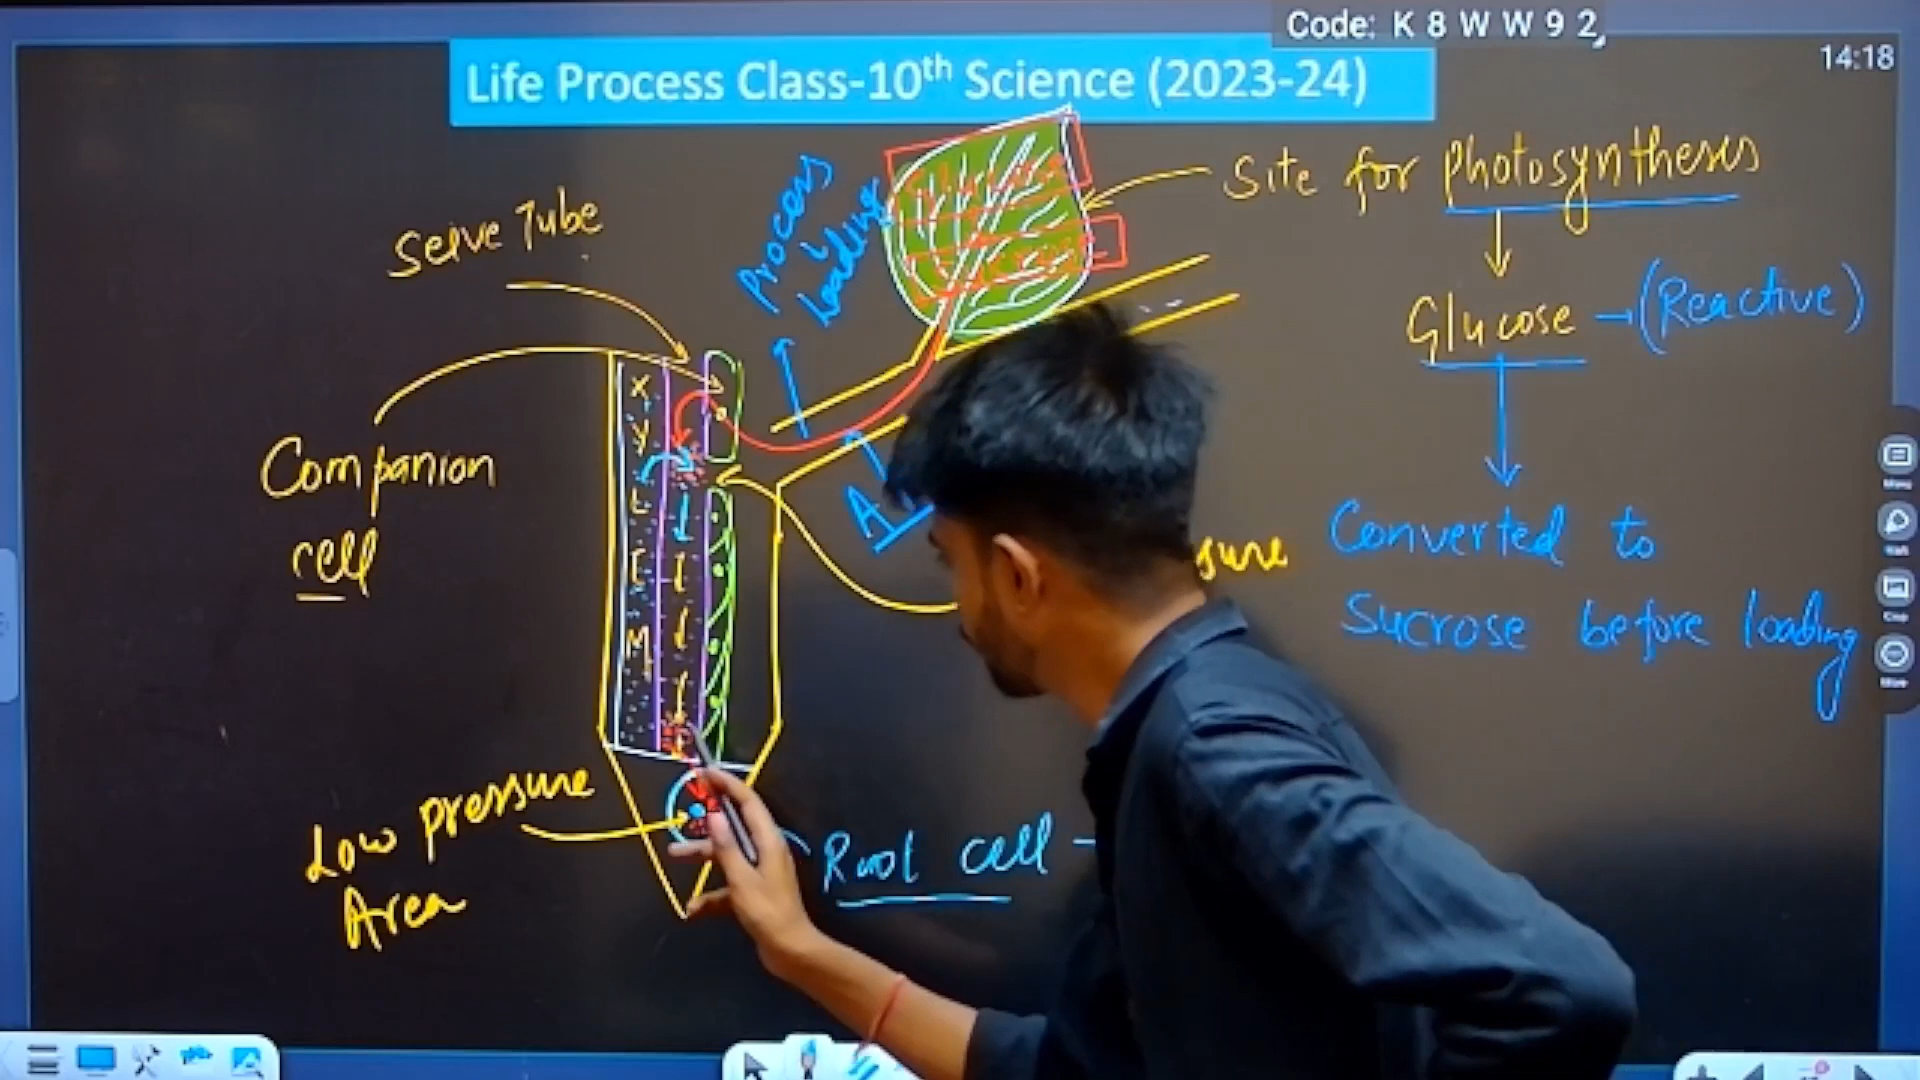 Code: K 8 W W 9 2
14:18
Life Process Class-10th Science (2023-24)
Site for photosynthesis
Process
loading
Seive Tube
Glucose → (Reactive)
Companion
cell
XYLEM
A
sure
Converted to
Sucrose before loading
Low pressure
Area
Root cell -